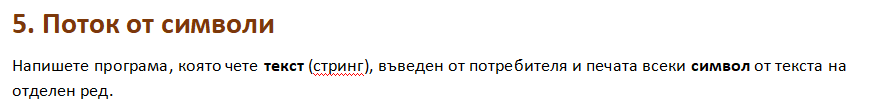 5. Поток от символи
Напишете програма, която чете текст (стринг), въведен от потребителя и печата всеки символ от текста на
отделен ред.